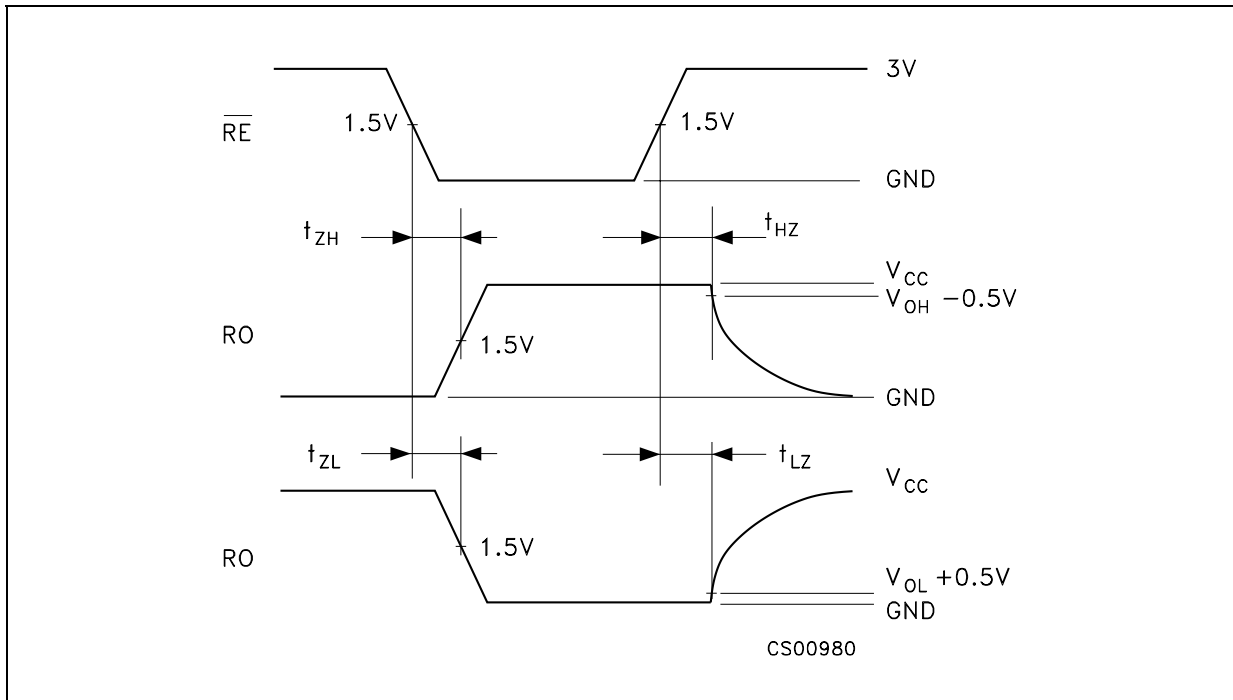 3V
1.5V
1.5V
R̅E̅
GND
tZH
tHZ
VCC
VOH −0.5V
RO
1.5V
GND
tZL
tLZ
VCC
RO
1.5V
VOL +0.5V
GND
CS00980